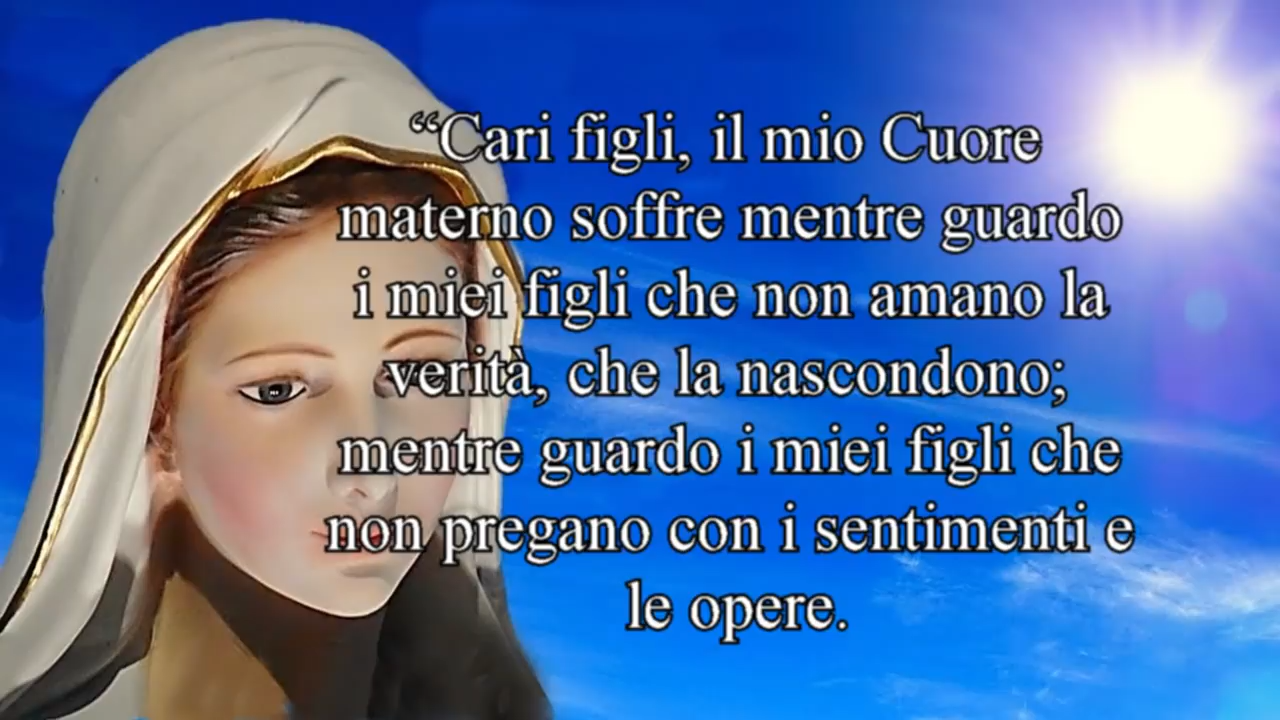 “Cari figli, il mio Cuore
materno soffre mentre guardo
i miei figli che non amano la
verità, che la nascondono;
mentre guardo i miei figli che
non pregano con i sentimenti e
le opere.